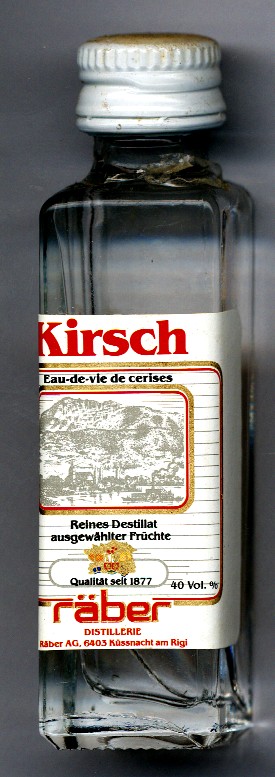 Kirsch
Eau-de-vie de cerises
Reines Destillat
ausgewählter Früchte
Qualität seit 1877
40 Vol. %
räber
DISTILLERIE
Räber AG, 6403 Küssnacht am Rigi